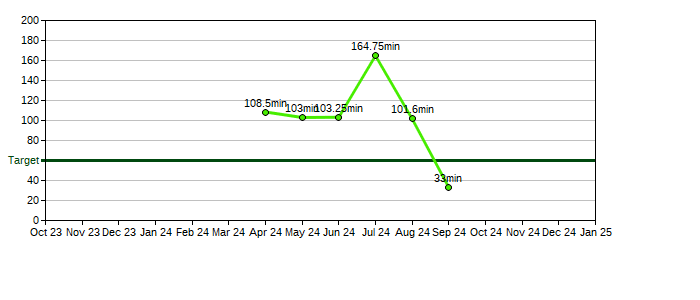 200
180
160
140
120
100
80
Target
40
20
0
164.75min
108.5min
103min
103.25min
101.6min
33min
Oct 23 Nov 23 Dec 23 Jan 24 Feb 24 Mar 24 Apr 24 May 24 Jun 24 Jul 24 Aug 24 Sep 24 Oct 24 Nov 24 Dec 24 Jan 25